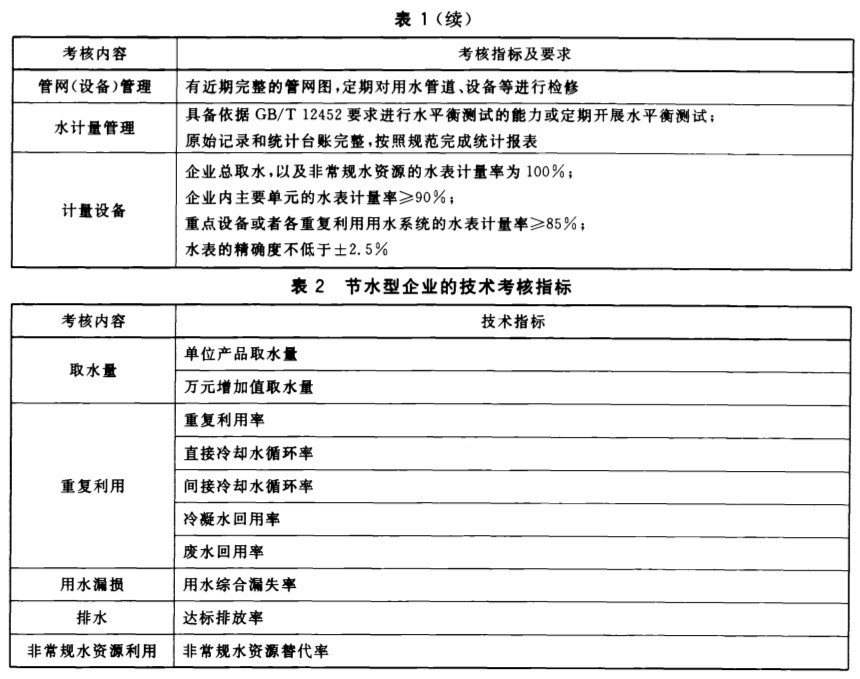 表 1（续）
考核内容 考核指标及要求
管网(设备)管理 有近期完整的管网图,定期对用水管道、设备等进行检修
水计量管理 具备依据 GB/T 12452 要求进行水平衡测试的能力或定期开展水平衡测试;
原始记录和统计台账完整,按照规范完成统计报表
计量设备 企业总取水,以及非常规水资源的水表计量率为 100%;
企业内主要单元的水表计量率≥90%;
重点设备或者各重复利用用水系统的水表计量率≥85%;
水表的精确度不低于±2.5%
表 2 节水型企业的技术考核指标
考核内容 技术指标
取水量 单位产品取水量
万元增加值取水量
重复利用 重复利用率
直接冷却水循环率
间接冷却水循环率
冷凝水回用率
废水回用率
用水漏损 用水综合漏失率
排水 达标排放率
非常规水资源利用 非常规水资源替代率